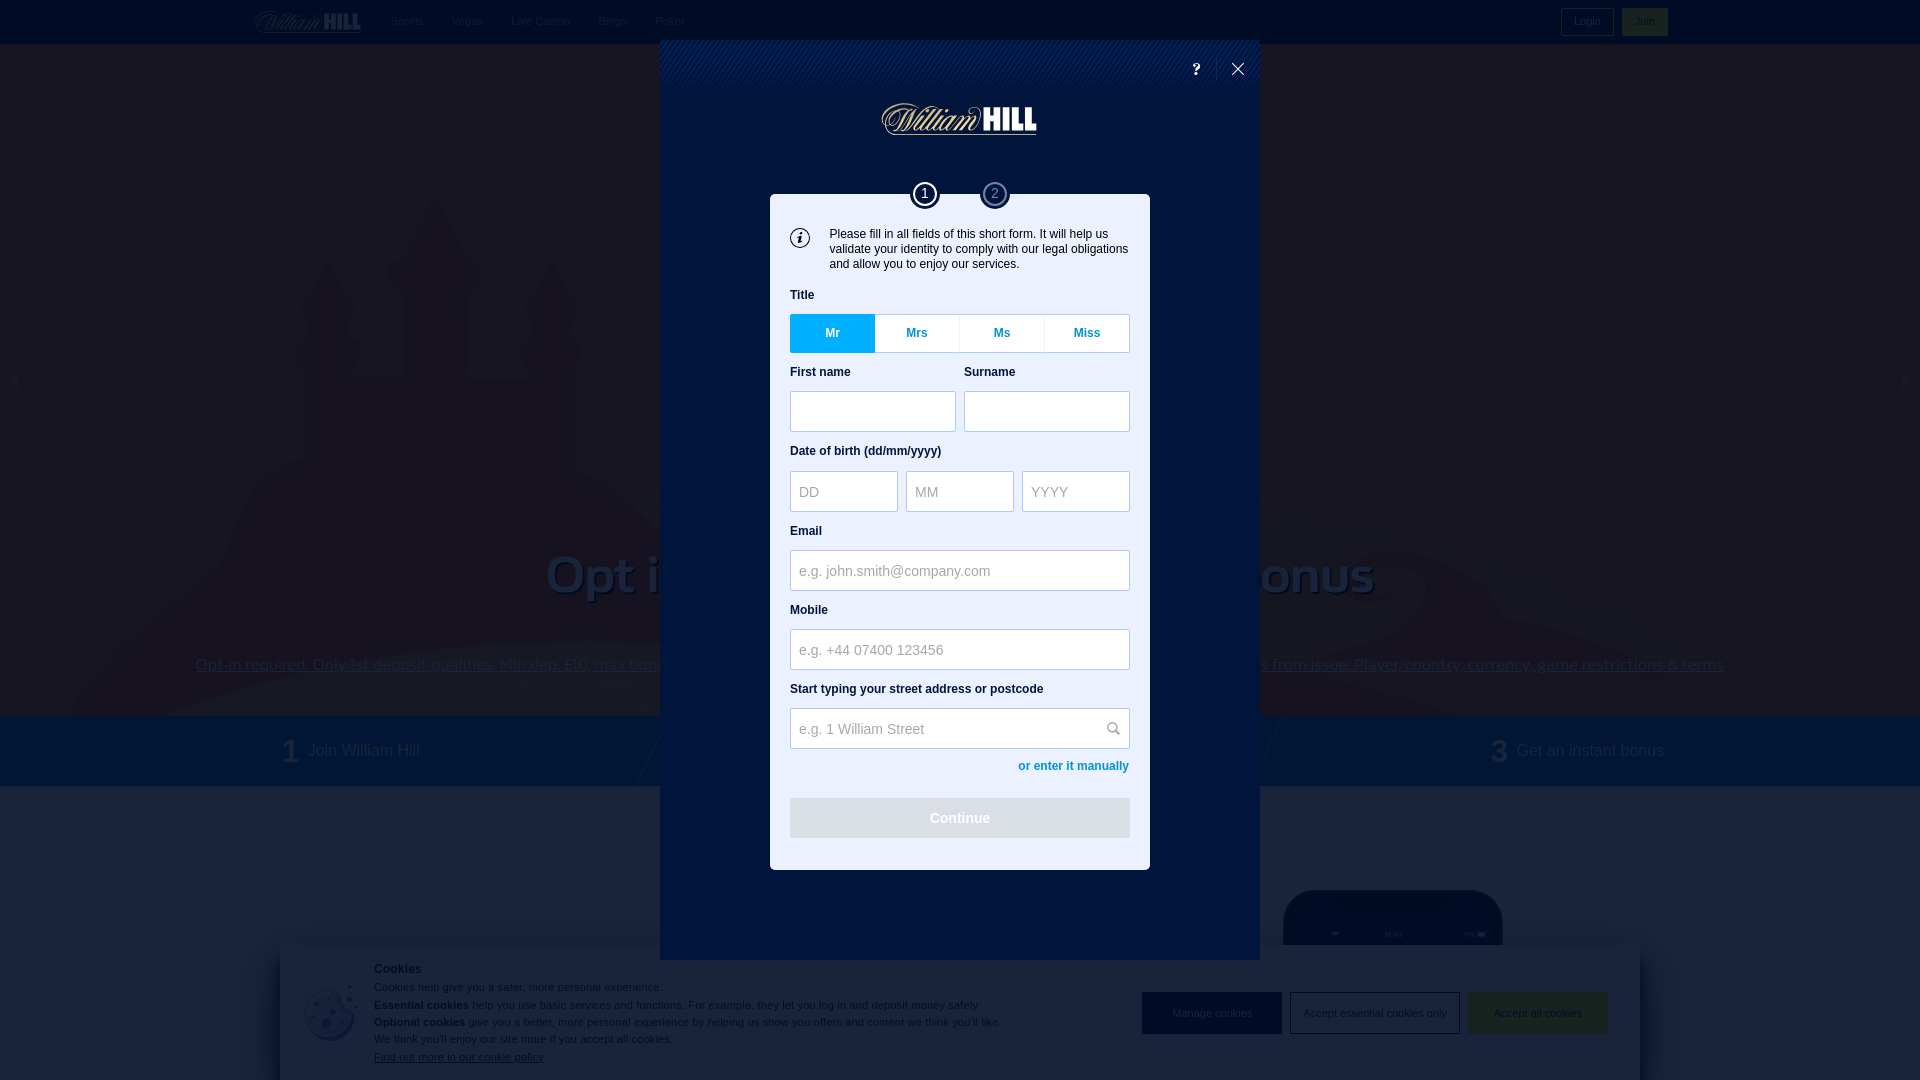 William HILL
Sports
Vegas
Live Casino
Bingo
Poker
Login
Join
?
William HILL
1
2
Please fill in all fields of this short form. It will help us
validate your identity to comply with our legal obligations
and allow you to enjoy our services.
Title
Mr
Mrs
Ms
Miss
First name
Surname
Date of birth (dd/mm/yyyy)
DD
MM
YYYY
Email
e.g. john.smith@company.com
Mobile
e.g. +44 07400 123456
Start typing your street address or postcode
e.g. 1 William Street
or enter it manually
Continue
Opt i
onus
Opt-in required. Only 1st deposit qualifies. Min dep. £10, max bon
s from issue. Player, country, currency, game restrictions & terms
1 Join William Hill
3 Get an instant bonus
Cookies
Cookies help give you a safer, more personal experience.
Essential cookies help you use basic services and functions. For example, they let you log in and deposit money safely.
Optional cookies give you a better, more personal experience by helping us show you offers and content we think you'll like.
We think you'll enjoy our site more if you accept all cookies.
Find out more in our cookie policy
Manage cookies
Accept essential cookies only
Accept all cookies